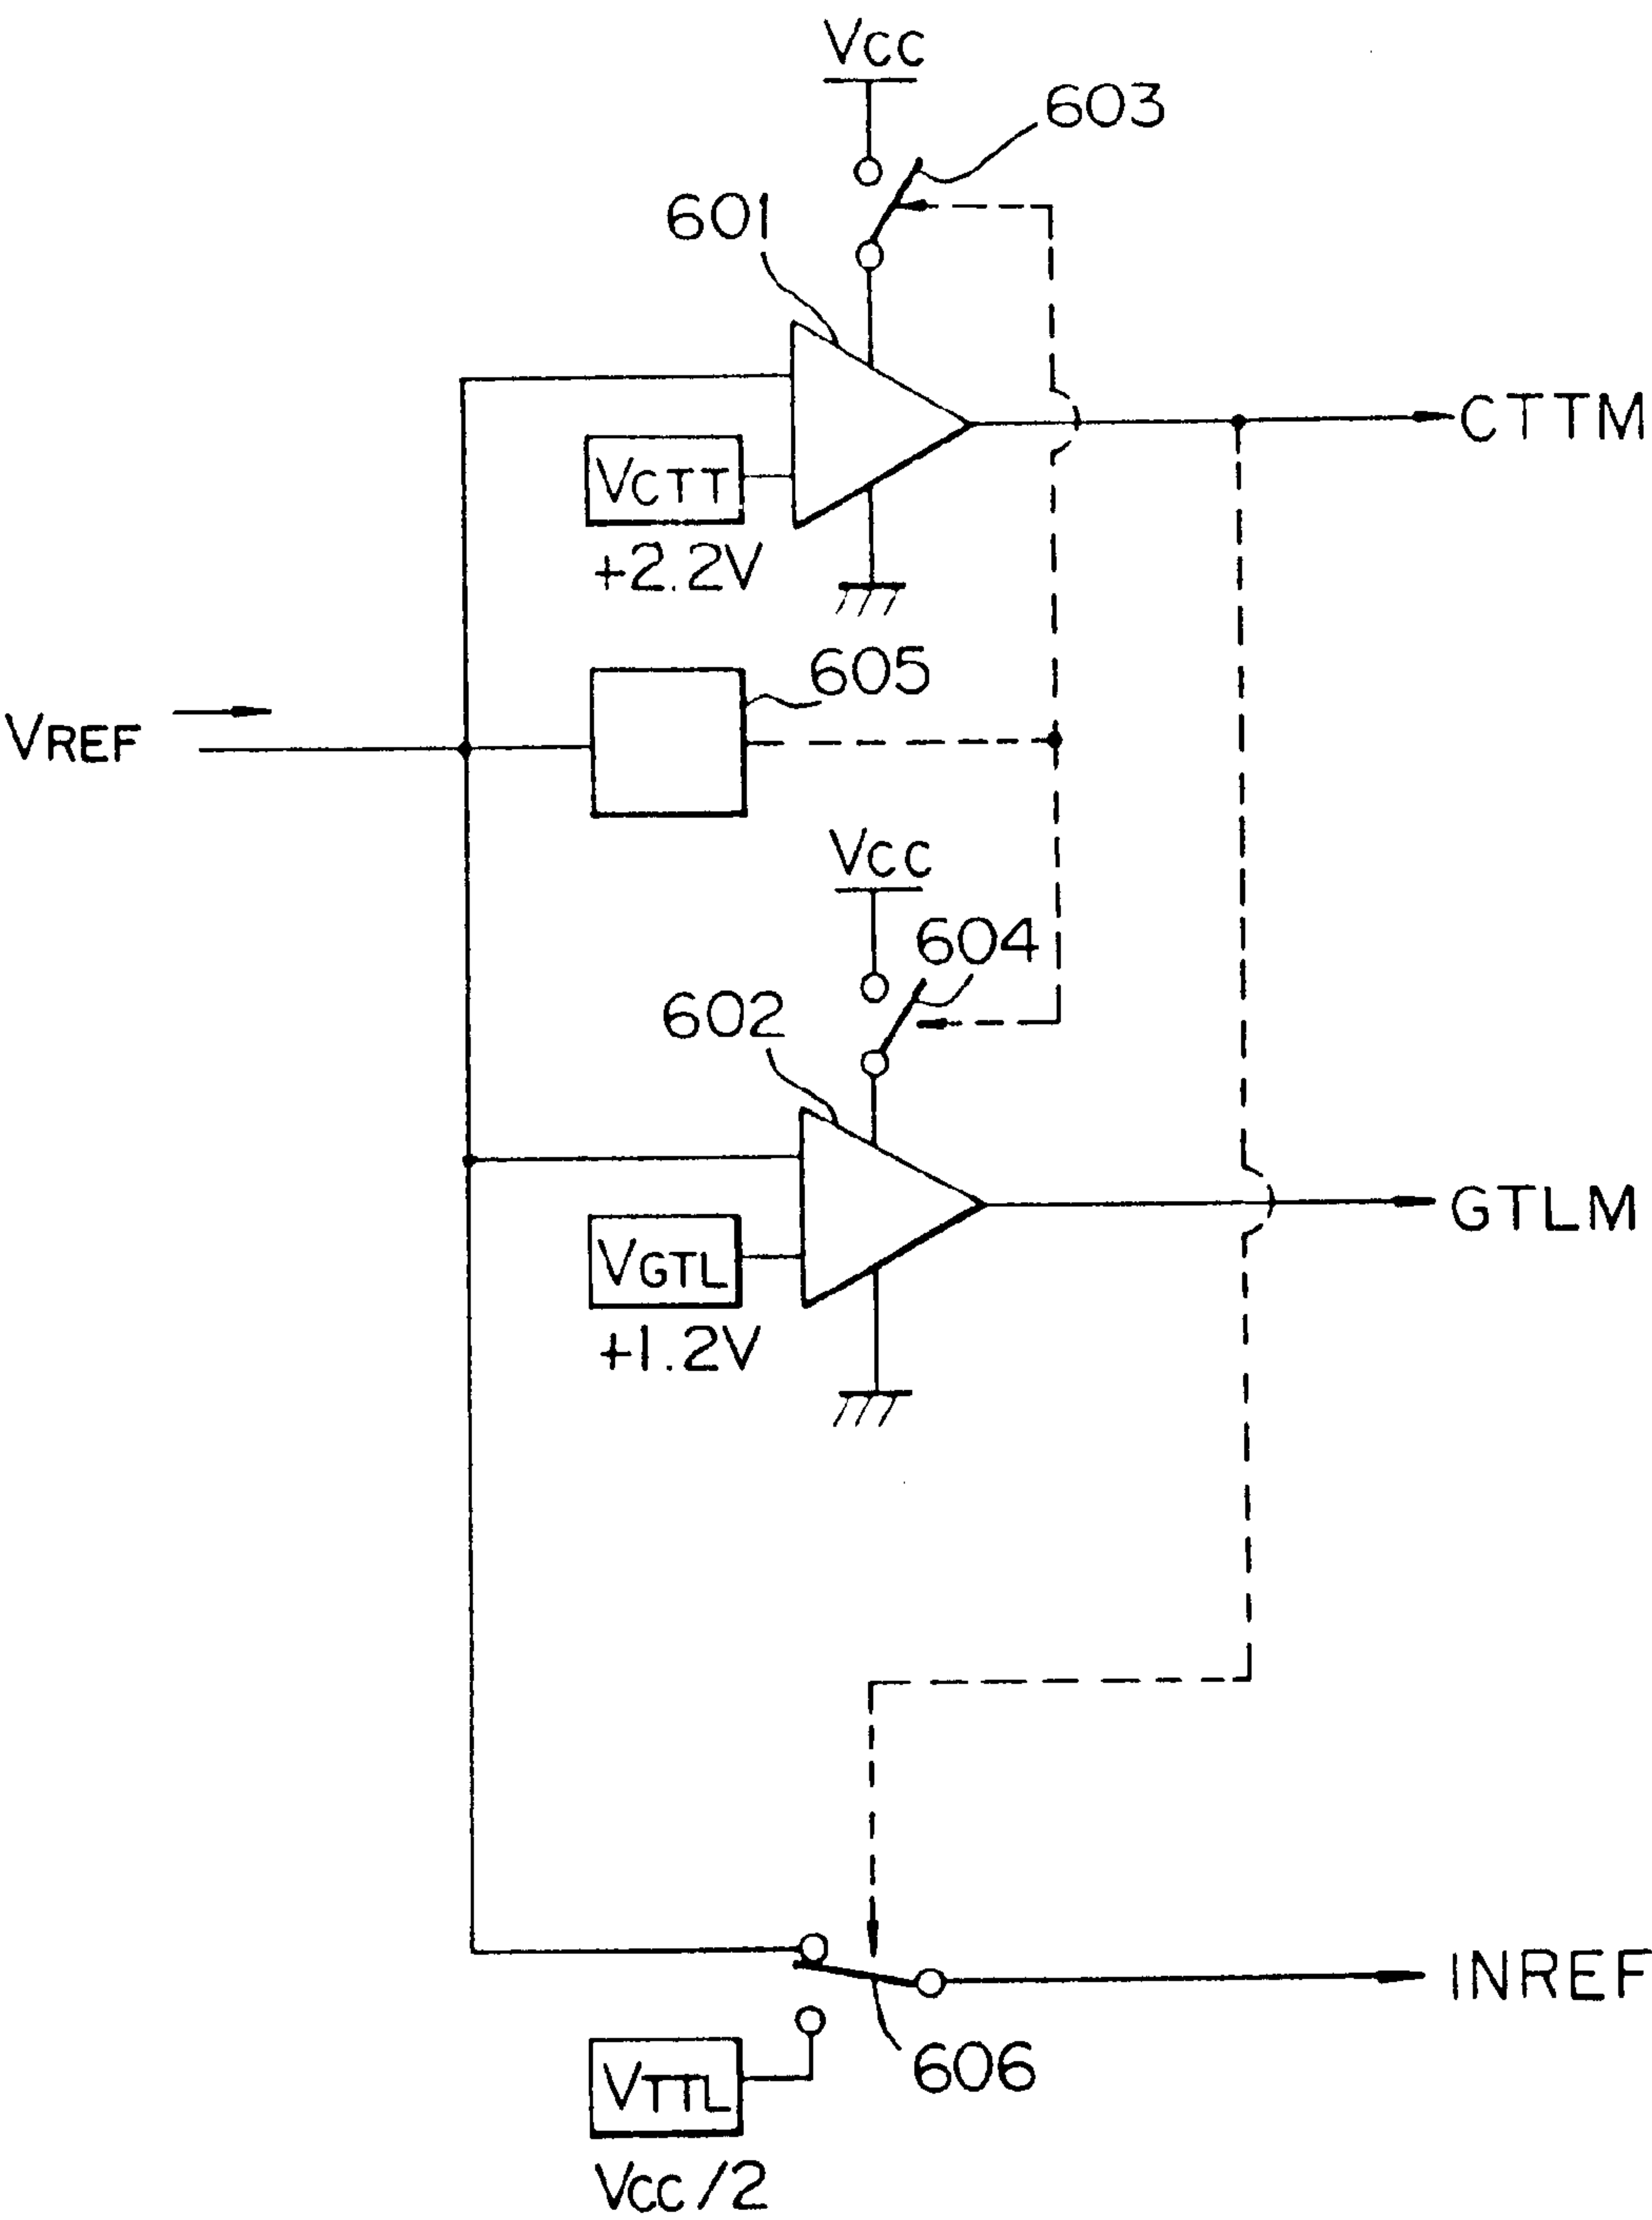 VCC
603
601
CTTM
VCTT
+2.2V
605
VREF
VCC
604
602
GTLM
VGTL
+1.2V
INREF
606
VTTL
VCC/2